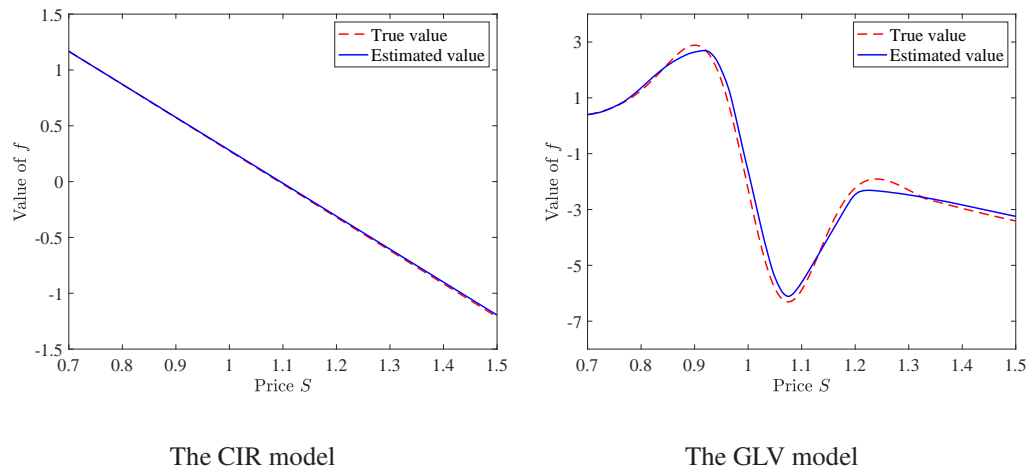 1.5
1
0.5
0
-0.5
-1
-1.5
Value of f
True value
Estimated value
0.7 0.8 0.9 1 1.1 1.2 1.3 1.4 1.5
Price S
The CIR model
3
1
-1
-3
-5
-7
Value of f
True value
Estimated value
0.7 0.8 0.9 1 1.1 1.2 1.3 1.4 1.5
Price S
The GLV model